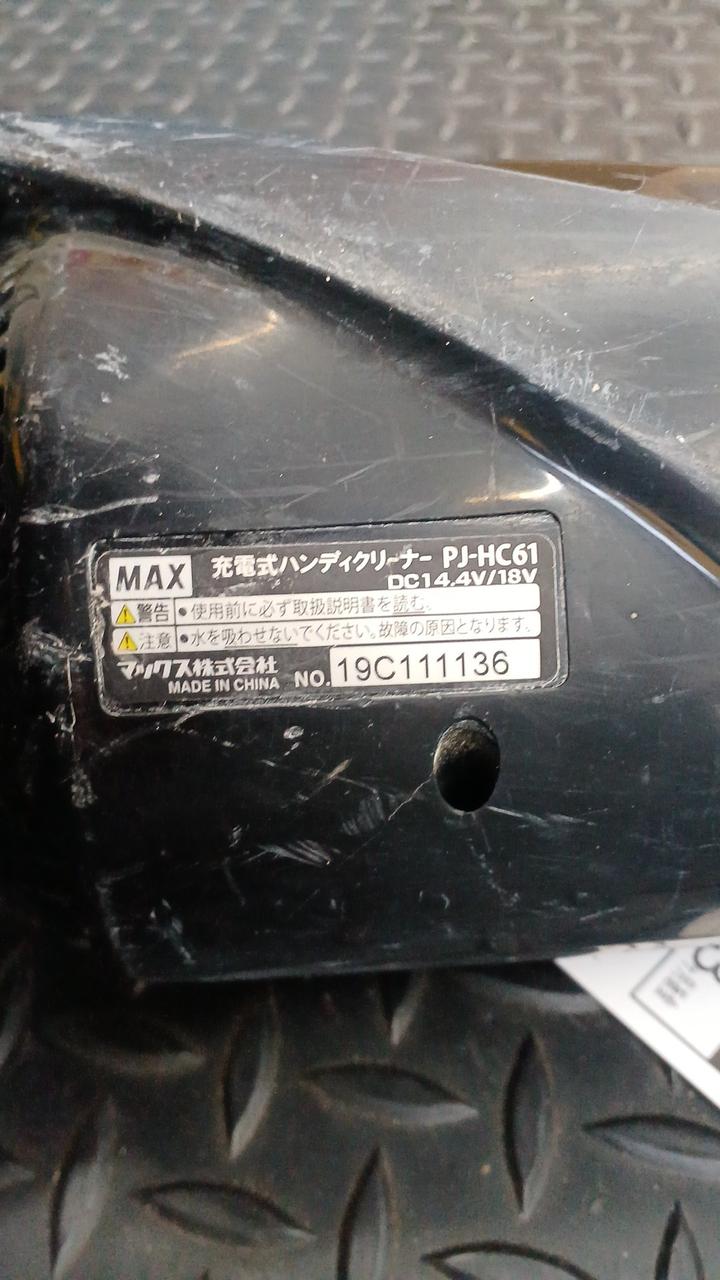 MAX 充電式ハンディクリーナー PJ-HC61
DC14.4V/18V
警告 •使用前に必ず取扱説明書を読む。
注意 •水を吸わせないでください。故障の原因となります。
マックス株式会社
MADE IN CHINA NO. 19C111136